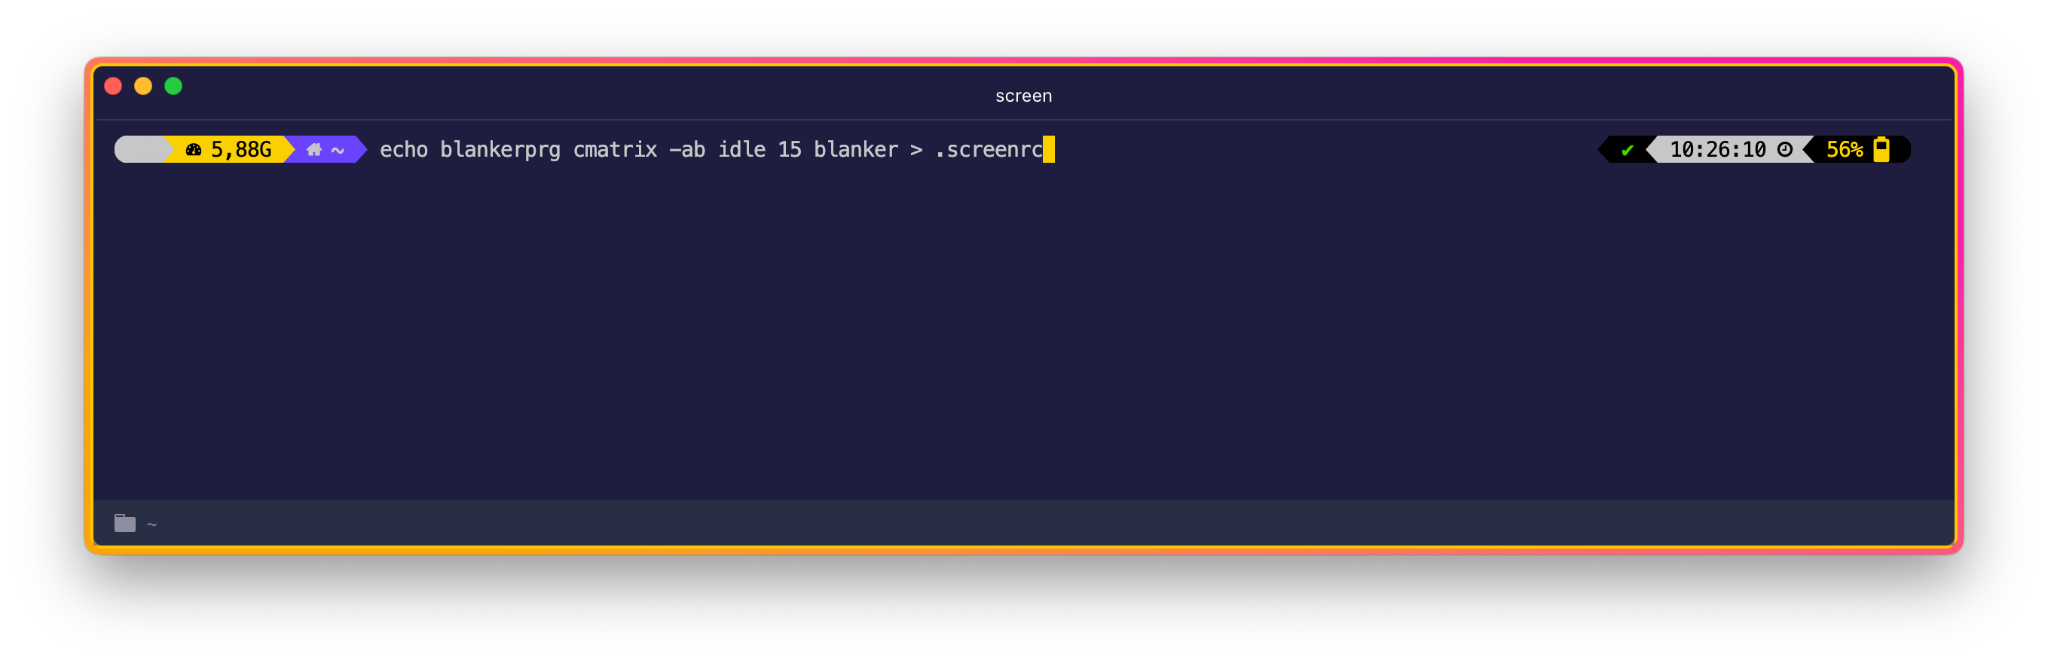 screen
5,88G ~ echo blankerprg cmatrix -ab idle 15 blanker > .screenrc ✔ 10:26:10 56%
~